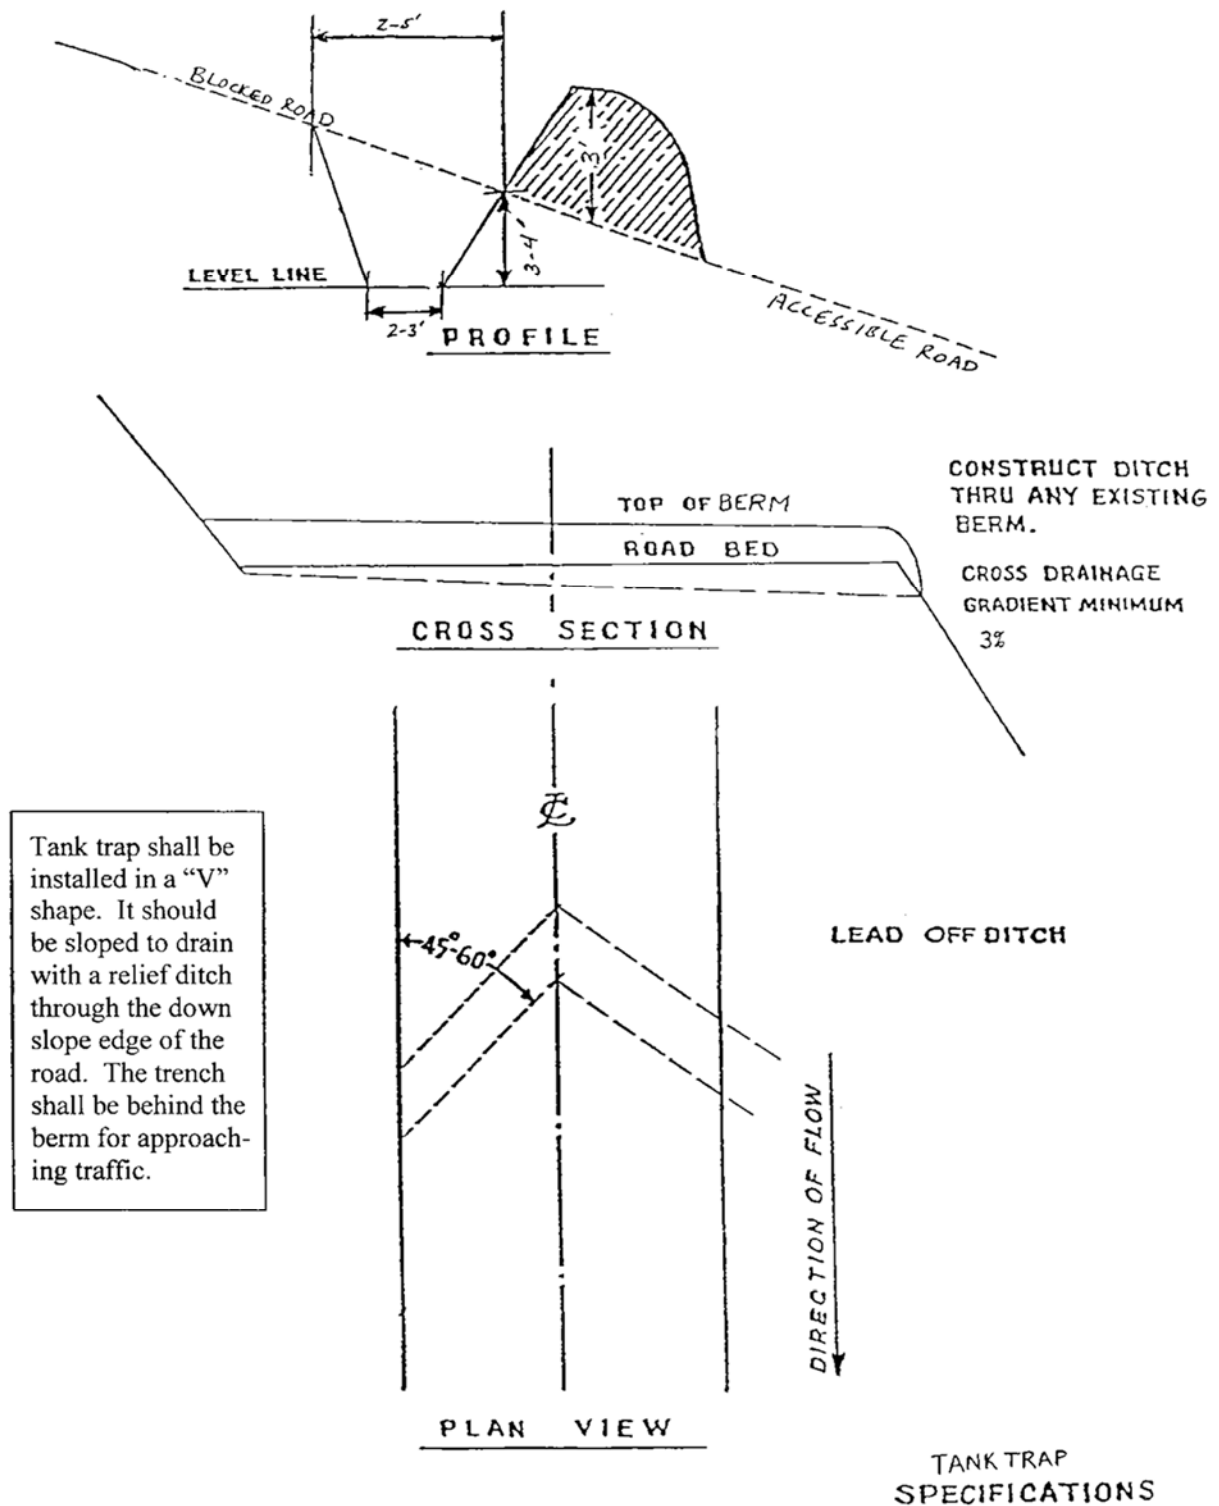 2-5'
BLOCKED ROAD
3'
3-4'
LEVEL LINE
2-3'
ACCESSIBLE ROAD
PROFILE
CONSTRUCT DITCH
THRU ANY EXISTING
BERM.
TOP OF BERM
ROAD BED
CROSS DRAINAGE
GRADIENT MINIMUM
3%
CROSS SECTION
℄
Tank trap shall be
installed in a “V”
shape. It should
be sloped to drain
with a relief ditch
through the down
slope edge of the
road. The trench
shall be behind the
berm for approach-
ing traffic.
45°-60°
LEAD OFF DITCH
DIRECTION OF FLOW
PLAN VIEW
TANK TRAP
SPECIFICATIONS